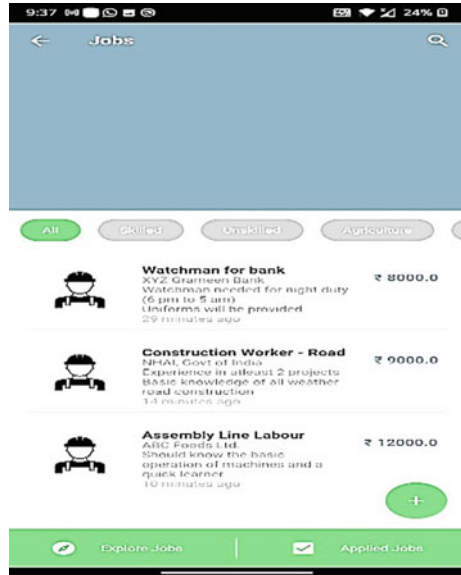 9:37
24%
Jobs
All
Skilled
Unskilled
Agriculture
Watchman for bank
XYZ Grameen Bank
Watchman needed for night duty
(6 pm to 5 am)
Uniforms will be provided
29 minutes ago
₹ 8000.0
Construction Worker - Road
NHAI, Govt of India
Experience in atleast 2 projects
Basic knowledge of all weather
road construction
14 minutes ago
₹ 9000.0
Assembly Line Labour
ABC Foods Ltd.
Should know the basic
operation of machines and a
quick learner
10 minutes ago
₹ 12000.0
+
Explore Jobs
Applied Jobs